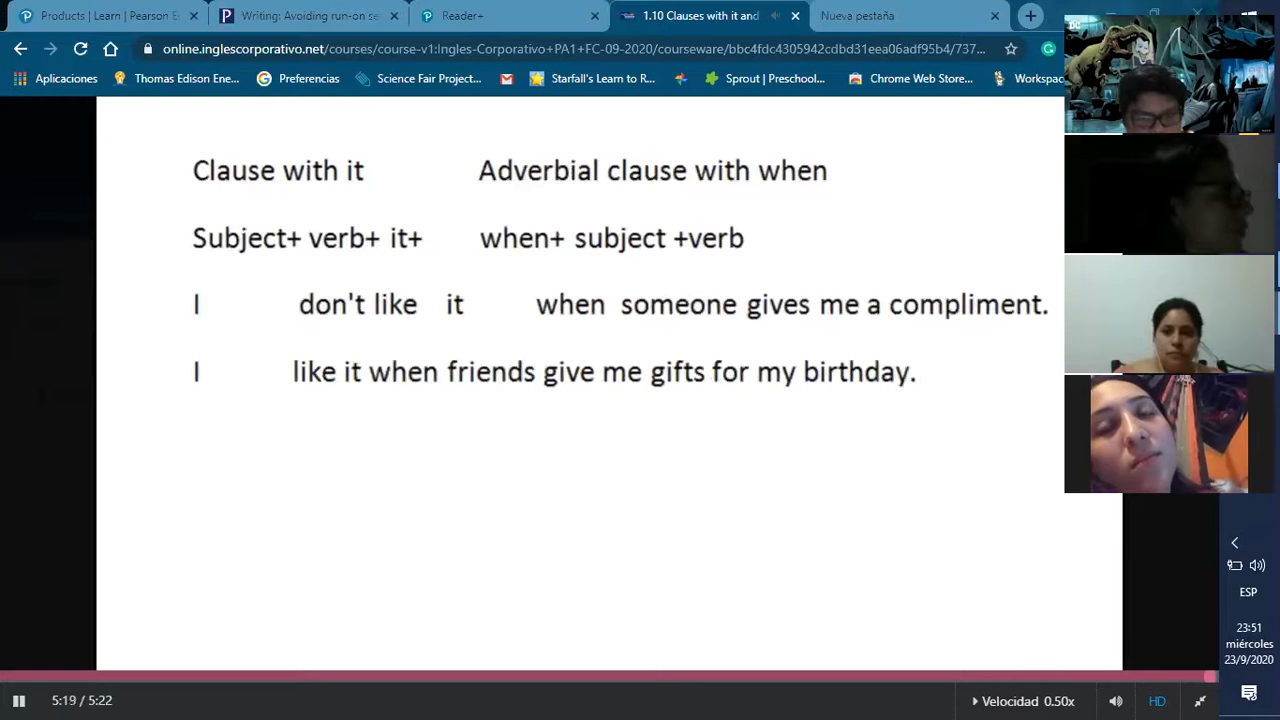 Products | Learn | Pearson E
Writing: Avoiding run-on se
Reader+
1.10 Clauses with it and
Nueva pestaña
online.inglescorporativo.net/courses/course-v1:Ingles-Corporativo+PA1+FC-09-2020/courseware/bbc4fdc4305942cdbd31eea06adf95b4/737...
Aplicaciones
Thomas Edison Ene...
Preferencias
Science Fair Project...
Starfall's Learn to R...
Sprout | Preschool...
Chrome Web Store...
Workspac
Clause with it Adverbial clause with when
Subject+ verb+ it+ when+ subject +verb
I don't like it when someone gives me a compliment.
I like it when friends give me gifts for my birthday.
ESP
23:51
miércoles
23/9/2020
5:19 / 5:22
Velocidad 0.50x
HD